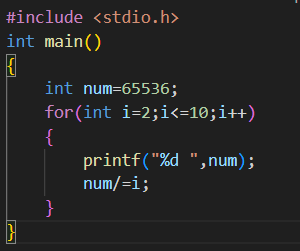 #include <stdio.h>
int main()
{
    int num=65536;
    for(int i=2;i<=10;i++)
    {
        printf("%d ",num);
        num/=i;
    }
}